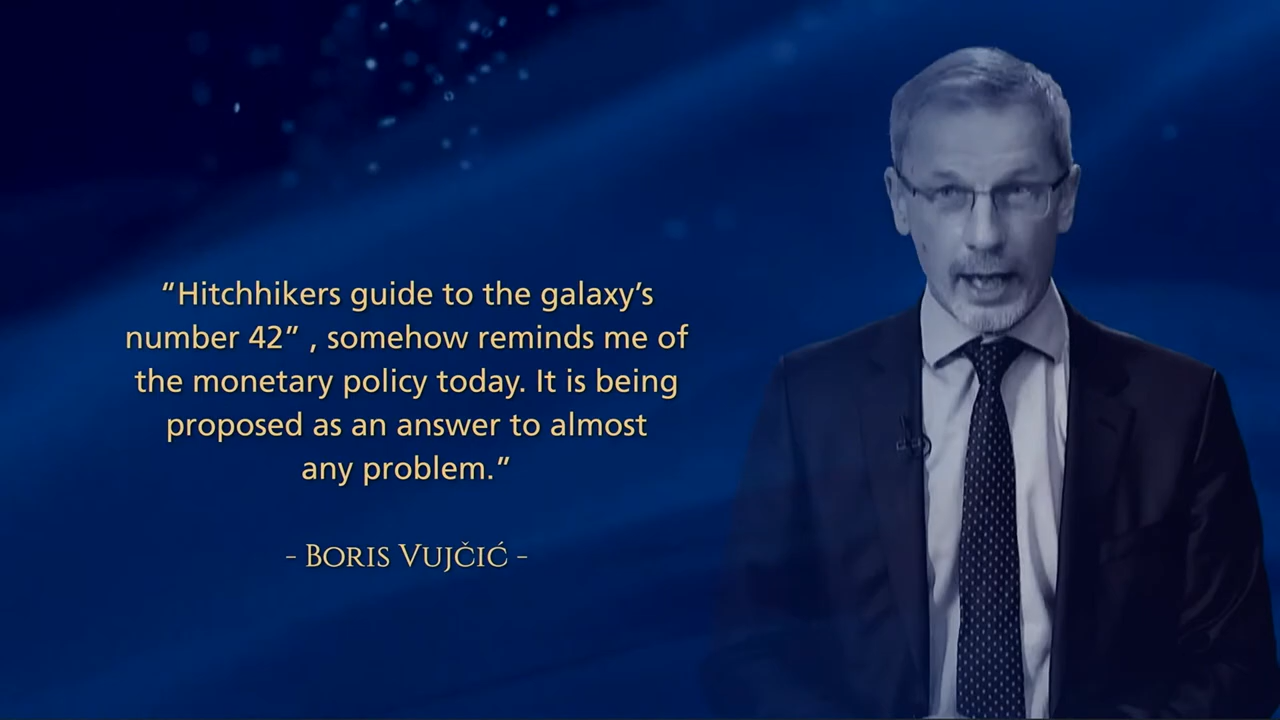 “Hitchhikers guide to the galaxy’s
number 42” , somehow reminds me of
the monetary policy today. It is being
proposed as an answer to almost
any problem.”
- Boris Vujčić -